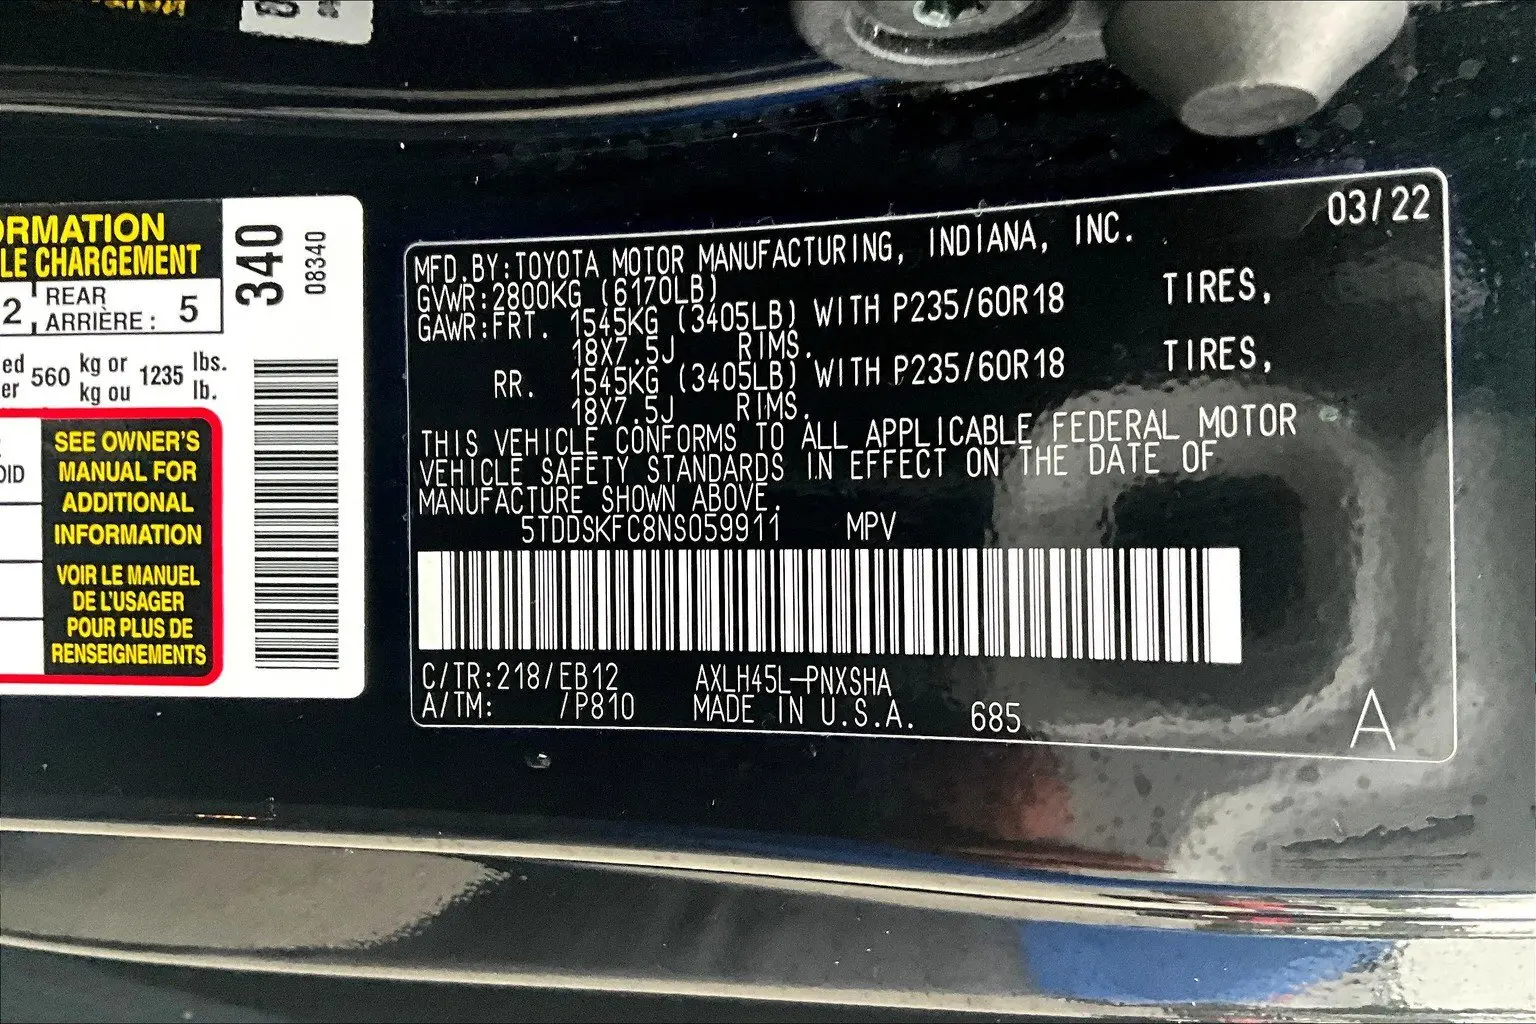 ORMATION
LE CHARGEMENT
2 REAR
ARRIÈRE : 5
ed 560 kg or 1235 lbs.
er kg ou lb.
OID
SEE OWNER'S
MANUAL FOR
ADDITIONAL
INFORMATION
VOIR LE MANUEL
DE L'USAGER
POUR PLUS DE
RENSEIGNEMENTS
340
08340
03/22
MFD.BY:TOYOTA MOTOR MANUFACTURING, INDIANA, INC.
GVWR:2800KG (6170LB)
GAWR:FRT. 1545KG (3405LB) WITH P235/60R18 TIRES,
18X7.5J RIMS.
RR. 1545KG (3405LB) WITH P235/60R18 TIRES,
18X7.5J RIMS.
THIS VEHICLE CONFORMS TO ALL APPLICABLE FEDERAL MOTOR
VEHICLE SAFETY STANDARDS IN EFFECT ON THE DATE OF
MANUFACTURE SHOWN ABOVE.
5TDDSKFC8NS059911 MPV
C/TR:218/EB12 AXLH45L-PNXSHA
A/TM: /P810 MADE IN U.S.A. 685
A